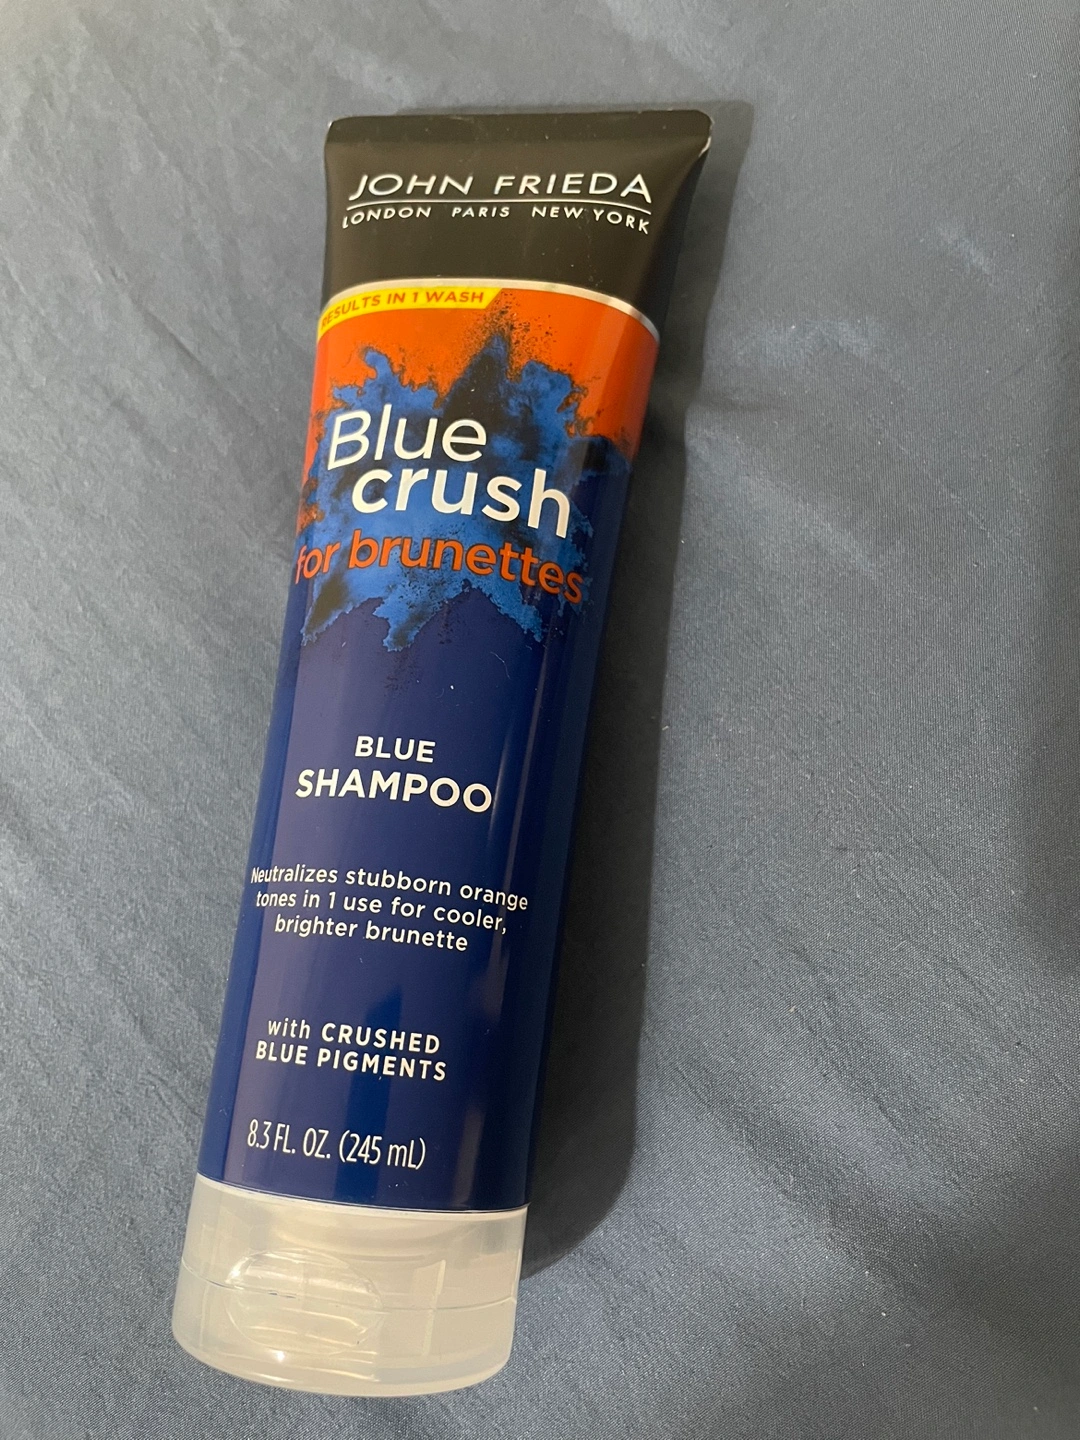 JOHN FRIEDA
LONDON PARIS NEW YORK
RESULTS IN 1 WASH
Blue
crush
for brunettes
BLUE
SHAMPOO
Neutralizes stubborn orange
tones in 1 use for cooler,
brighter brunette
with CRUSHED
BLUE PIGMENTS
8.3 FL. OZ. (245 mL)